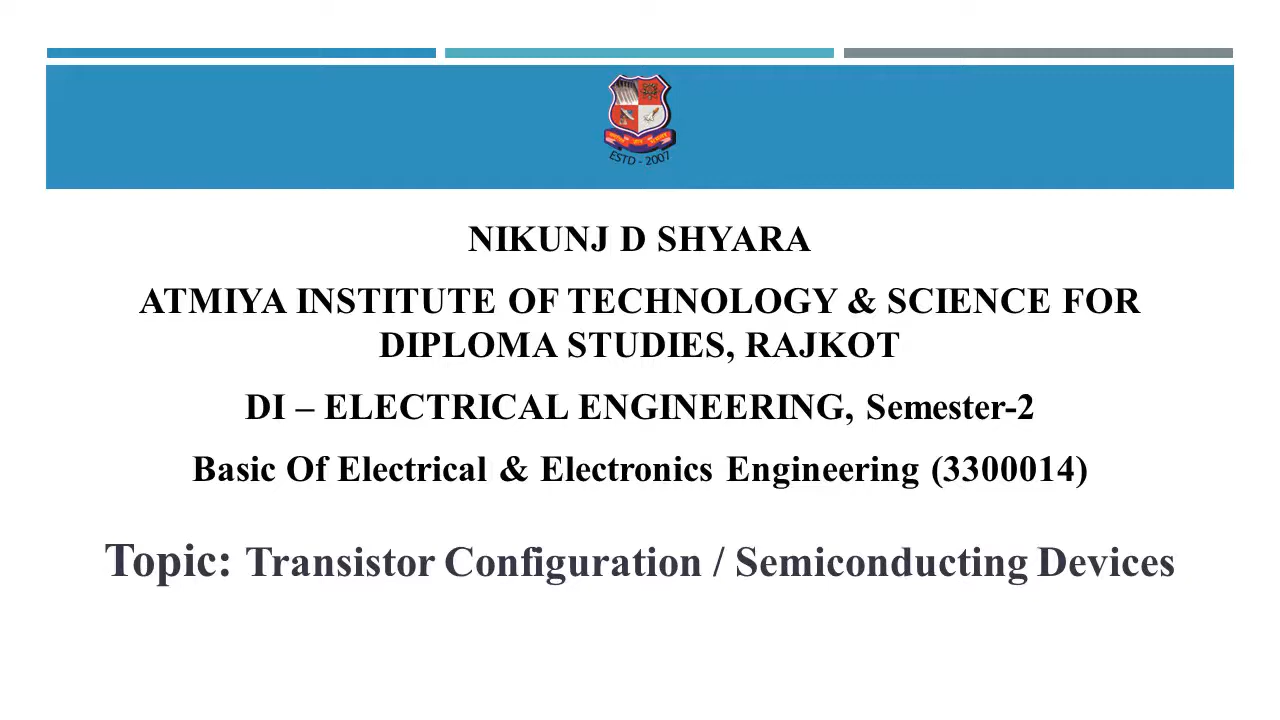 ESTD - 2007
NIKUNJ D SHYARA
ATMIYA INSTITUTE OF TECHNOLOGY & SCIENCE FOR
DIPLOMA STUDIES, RAJKOT
DI – ELECTRICAL ENGINEERING, Semester-2
Basic Of Electrical & Electronics Engineering (3300014)
Topic: Transistor Configuration / Semiconducting Devices